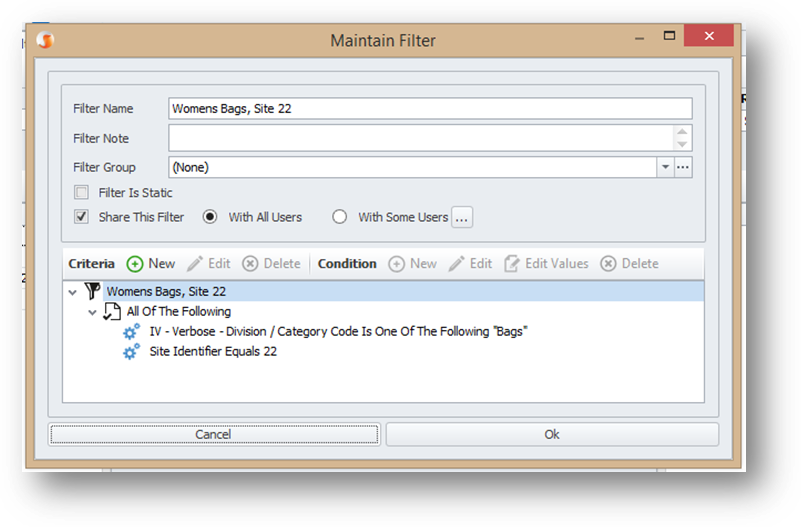 Maintain Filter
Filter Name Womens Bags, Site 22
Filter Note
Filter Group (None)
Filter Is Static
Share This Filter With All Users With Some Users ...
Criteria New Edit Delete Condition New Edit Edit Values Delete
Womens Bags, Site 22
All Of The Following
IV - Verbose - Division / Category Code Is One Of The Following "Bags"
Site Identifier Equals 22
Cancel Ok